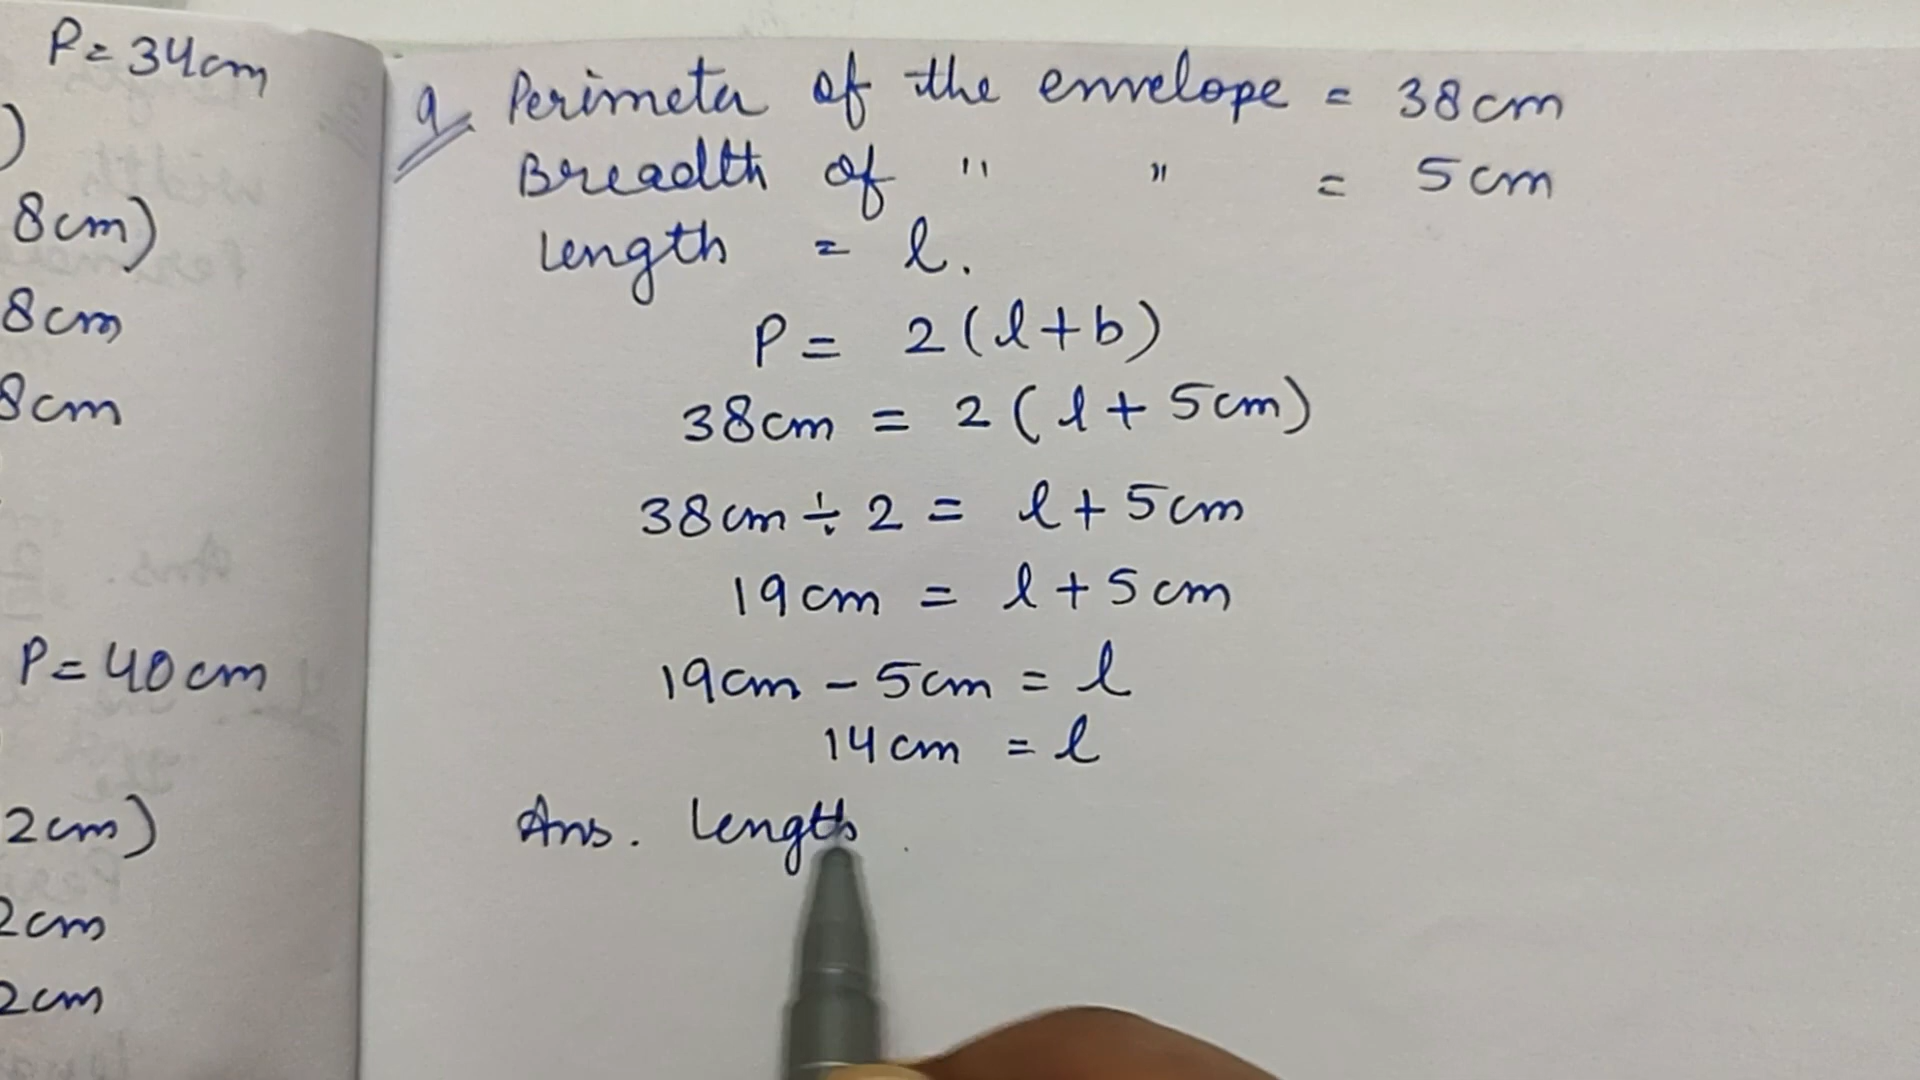 P = 34cm
)
8cm)
8cm
8cm
P = 40cm
2cm)
2cm
2cm
9. Perimeter of the envelope = 38cm
Breadth of " " = 5cm
Length = l.
P = 2(l+b)
38cm = 2(l+5cm)
38cm ÷ 2 = l+5cm
19cm = l+5cm
19cm - 5cm = l
14cm = l
Ans. Length